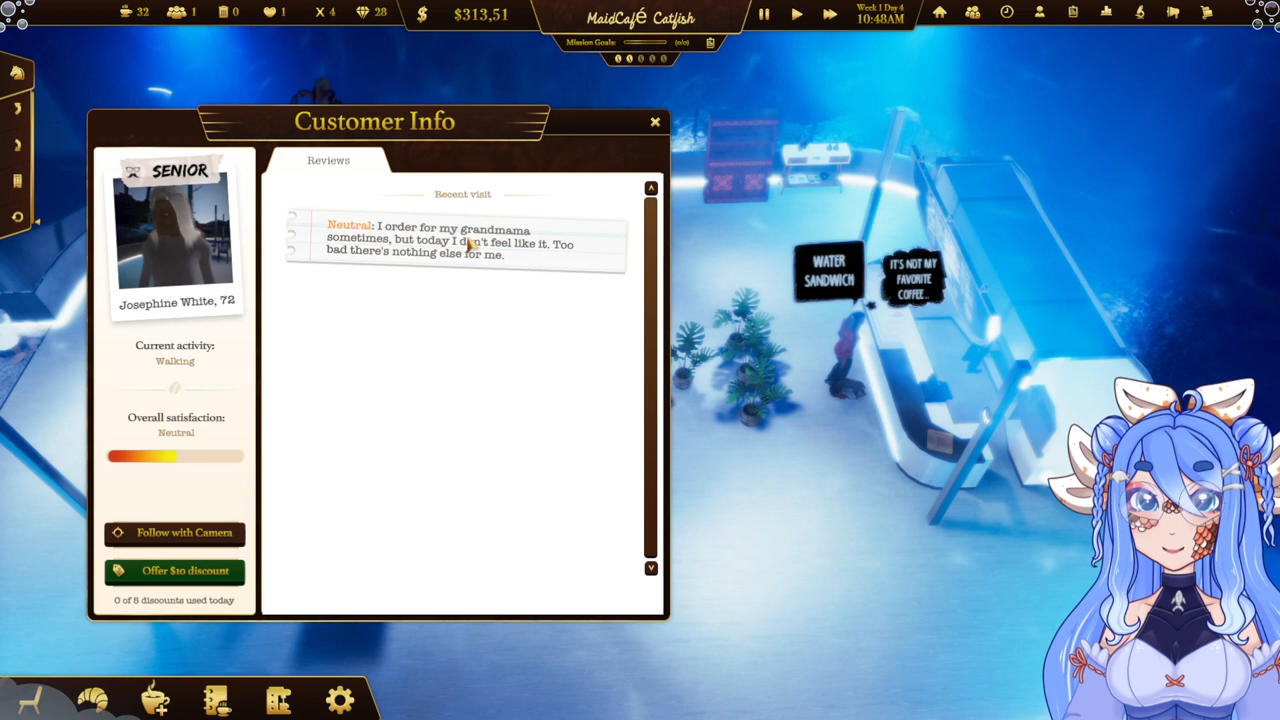 32
1
0
1
4
28
$313,51
MaidCafé Catfish
Week 1 Day 4
10:48AM
Mission Goals:
(0/0)
Customer Info
SENIOR
Josephine White, 72
Current activity:
Walking
Overall satisfaction:
Neutral
Follow with Camera
Offer $10 discount
0 of 5 discounts used today
Reviews
Recent visit
Neutral: I order for my grandmama
sometimes, but today I don't feel like it. Too
bad there's nothing else for me.
WATER
SANDWICH
IT'S NOT MY
FAVORITE
COFFEE..